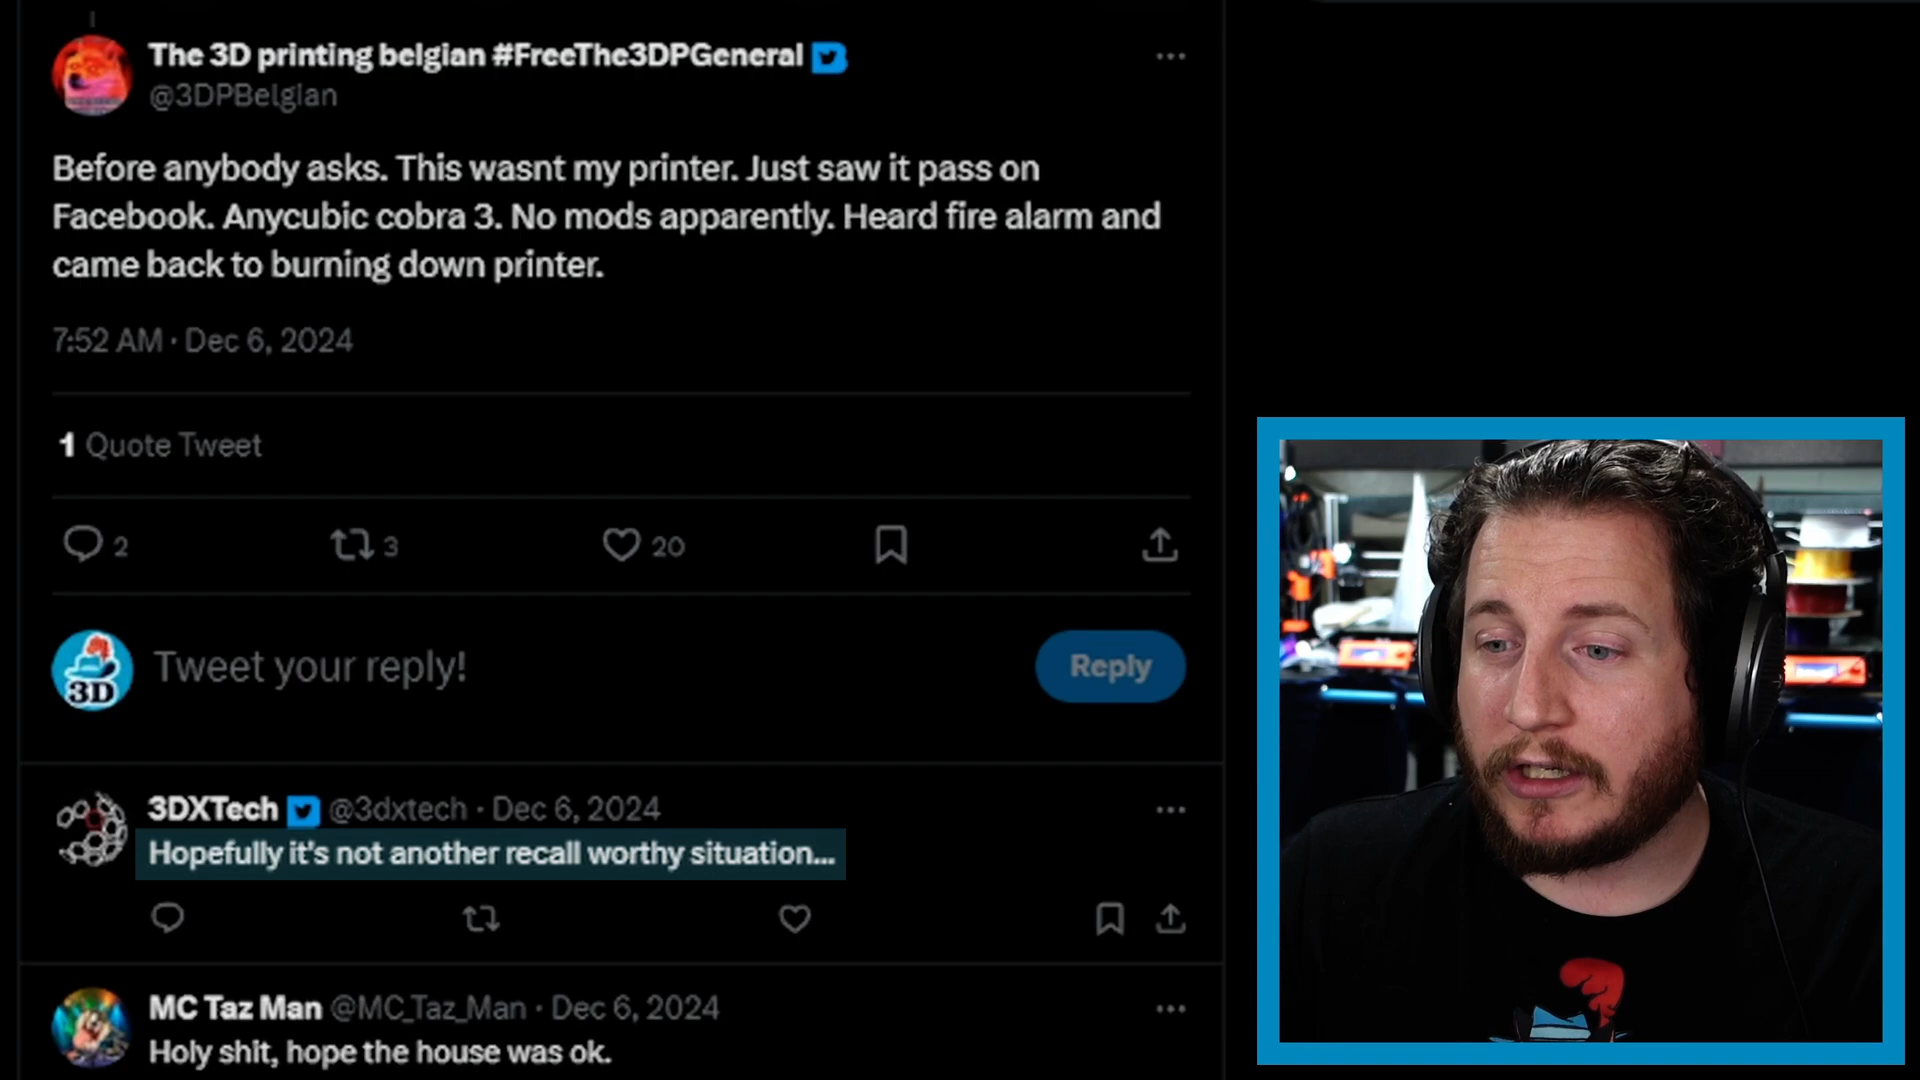 The 3D printing belgian #FreeThe3DPGeneral
@3DPBelgian
Before anybody asks. This wasnt my printer. Just saw it pass on
Facebook. Anycubic cobra 3. No mods apparently. Heard fire alarm and
came back to burning down printer.
7:52 AM · Dec 6, 2024
1 Quote Tweet
2 3 20
3D
Tweet your reply!
Reply
3DXTech @3dxtech · Dec 6, 2024
Hopefully it's not another recall worthy situation...
MC Taz Man @MC_Taz_Man · Dec 6, 2024
Holy shit, hope the house was ok.